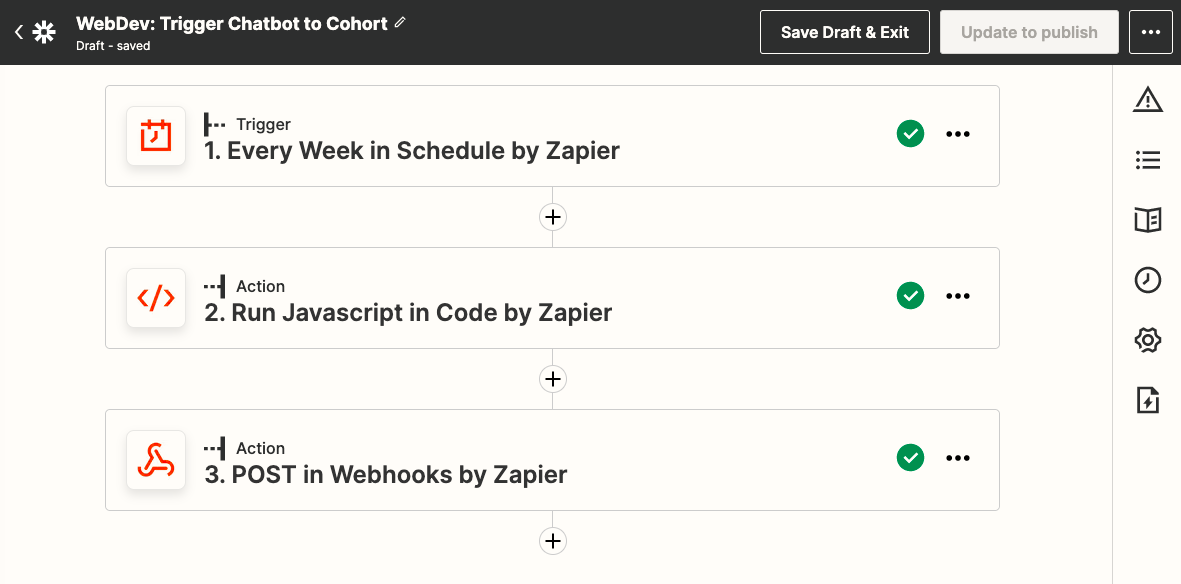 WebDev: Trigger Chatbot to Cohort
Draft - saved
Save Draft & Exit
Update to publish
Trigger
1. Every Week in Schedule by Zapier
Action
2. Run Javascript in Code by Zapier
Action
3. POST in Webhooks by Zapier